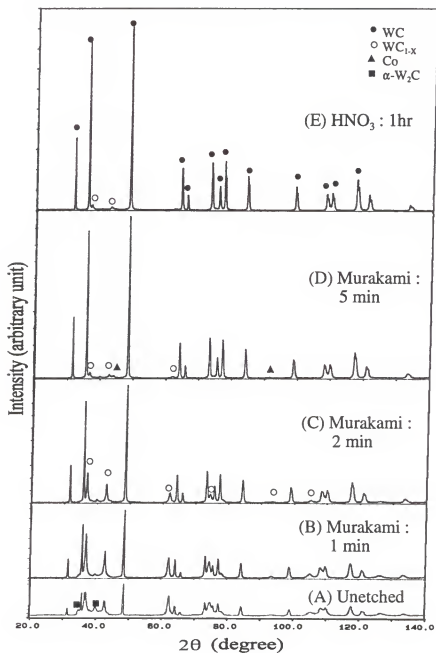 ● WC
○ WC1-X
▲ Co
■ α-W2C
(E) HNO3 : 1hr
(D) Murakami :
5 min
(C) Murakami :
2 min
(B) Murakami :
1 min
(A) Unetched
Intensity (arbitrary unit)
20.0 40.0 60.0 80.0 100.0 120.0 140.0
2θ (degree)